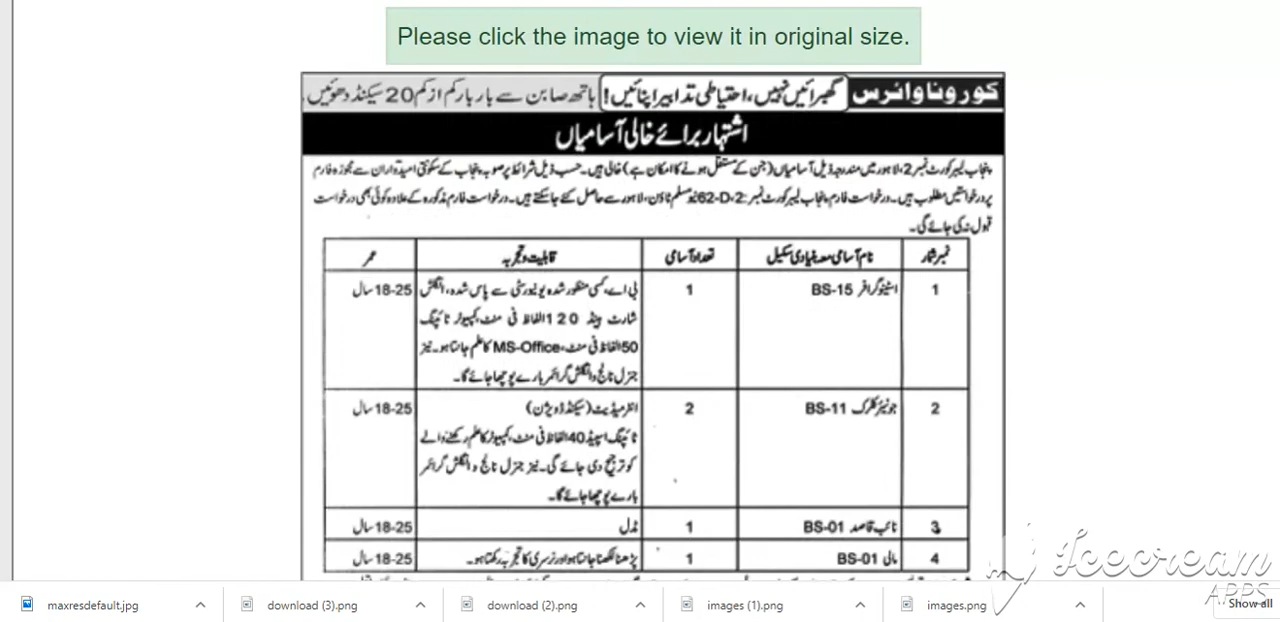 Please click the image to view it in original size.
کورونا وائرس گھبرائیں نہیں، احتیاطی تدابیر اپنائیں! ہاتھ صابن سے بار بار کم از کم 20 سیکنڈ دھوئیں۔
اشتہار برائے خالی آسامیاں
پنجاب لیبر کورٹ نمبر 2، لاہور میں مندرجہ ذیل آسامیاں (جن کے مستقل ہونے کا امکان ہے) خالی ہیں۔ حسب ذیل شرائط پر صوبہ پنجاب کے سکونتی امیدواران سے مجوزہ فارم
پر درخواستیں مطلوب ہیں۔ درخواست فارم پنجاب لیبر کورٹ نمبر 2، 62-D: نیو مسلم ٹاؤن، لاہور سے حاصل کئے جاسکتے ہیں۔ درخواست فارم مذکورہ کے علاوہ کوئی بھی درخواست
قبول نہ کی جائے گی۔
نمبر شمار نام آسامی معہ بنیادی سکیل تعداد آسامی قابلیت و تجربہ عمر
1 اسٹینوگرافر BS-15 1 بی اے، کسی منظور شدہ یونیورسٹی سے پاس شدہ، انگلش 18-25 سال
شارٹ ہینڈ 120 الفاظ فی منٹ، کمپیوٹر ٹائپنگ
50 الفاظ فی منٹ، MS-Office کا علم جانتا ہو۔ نیز
جنرل نالج و انگلش گرائمر بارے پوچھا جائے گا۔
2 جونیئر کلرک BS-11 2 انٹرمیڈیٹ (سیکنڈ ڈویژن) 18-25 سال
ٹائپنگ اسپیڈ 40 الفاظ فی منٹ، کمپیوٹر کا علم رکھنے والے
کو ترجیح دی جائے گی۔ نیز جنرل نالج و انگلش گرائمر
بارے پوچھا جائے گا۔
3 نائب قاصد BS-01 1 مڈل 18-25 سال
4 مالی BS-01 1 پڑھنا لکھنا جانتا ہو اور نرسری کا تجربہ رکھتا ہو۔ 18-25 سال
Icecream
APPS
maxresdefault.jpg download (3).png download (2).png images (1).png images.png Show all